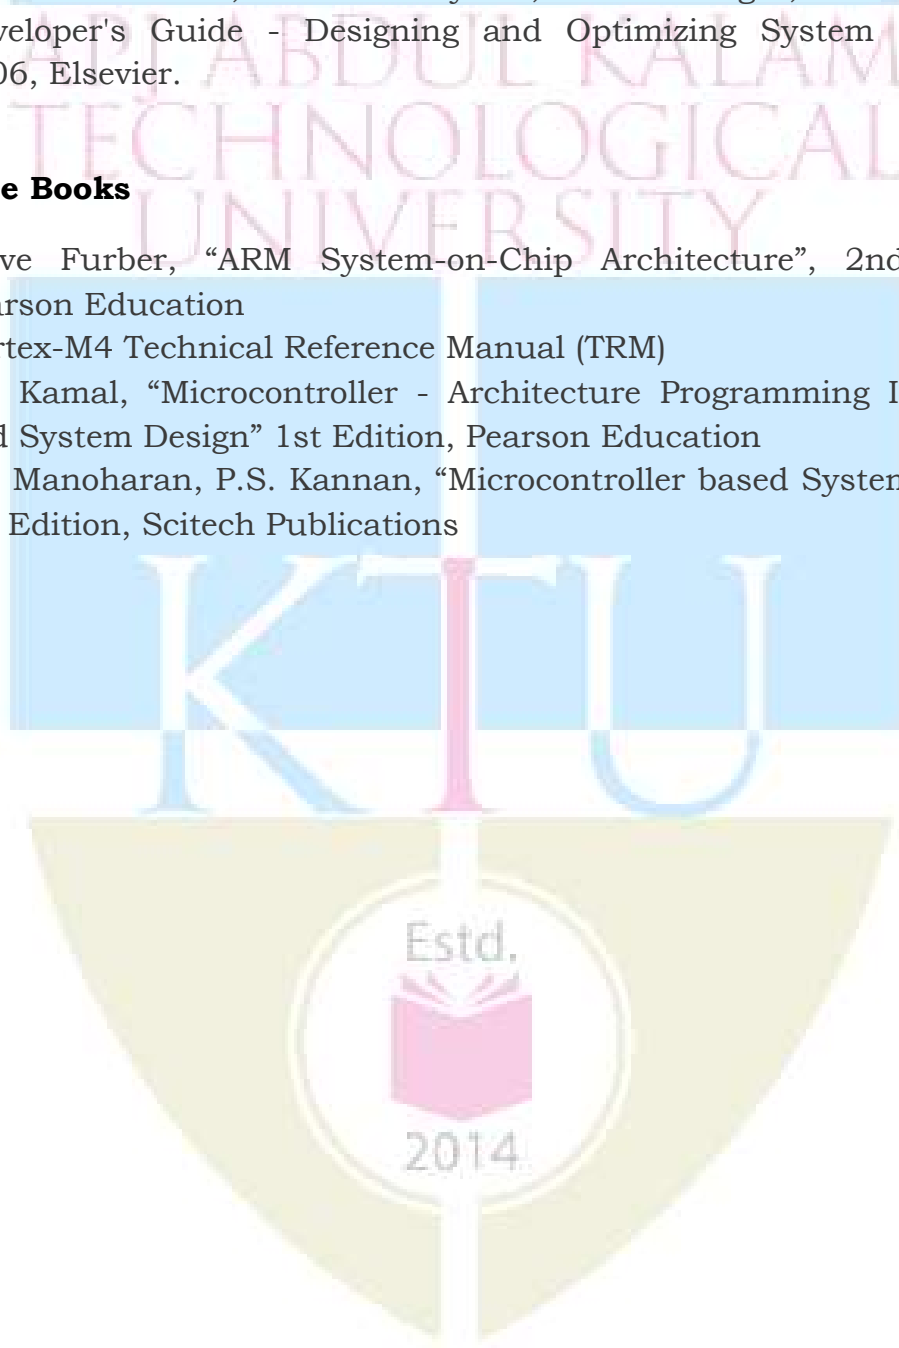 veloper's Guide - Designing and Optimizing System
06, Elsevier.
APJ ABDUL KALAM
TECHNOLOGICAL
e Books
UNIVERSITY
ve Furber, “ARM System-on-Chip Architecture”, 2nd
arson Education
rtex-M4 Technical Reference Manual (TRM)
Kamal, “Microcontroller - Architecture Programming I
d System Design” 1st Edition, Pearson Education
Manoharan, P.S. Kannan, “Microcontroller based System
Edition, Scitech Publications
KTU
Estd.
2014